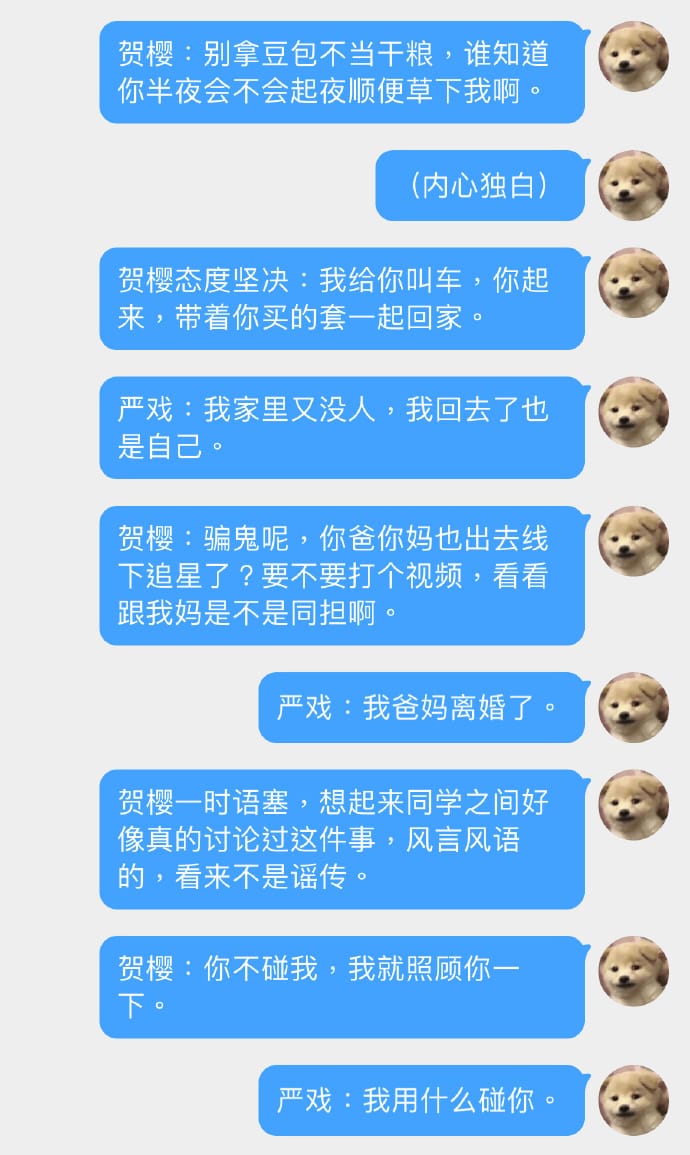 贺樱：别拿豆包不当干粮，谁知道
你半夜会不会起夜顺便草下我啊。
（内心独白）
贺樱态度坚决：我给你叫车，你起
来，带着你买的套一起回家。
严戏：我家里又没人，我回去了也
是自己。
贺樱：骗鬼呢，你爸你妈也出去线
下追星了？要不要打个视频，看看
跟我妈是不是同担啊。
严戏：我爸妈离婚了。
贺樱一时语塞，想起来同学之间好
像真的讨论过这件事，风言风语
的，看来不是谣传。
贺樱：你不碰我，我就照顾你一
下。
严戏：我用什么碰你。